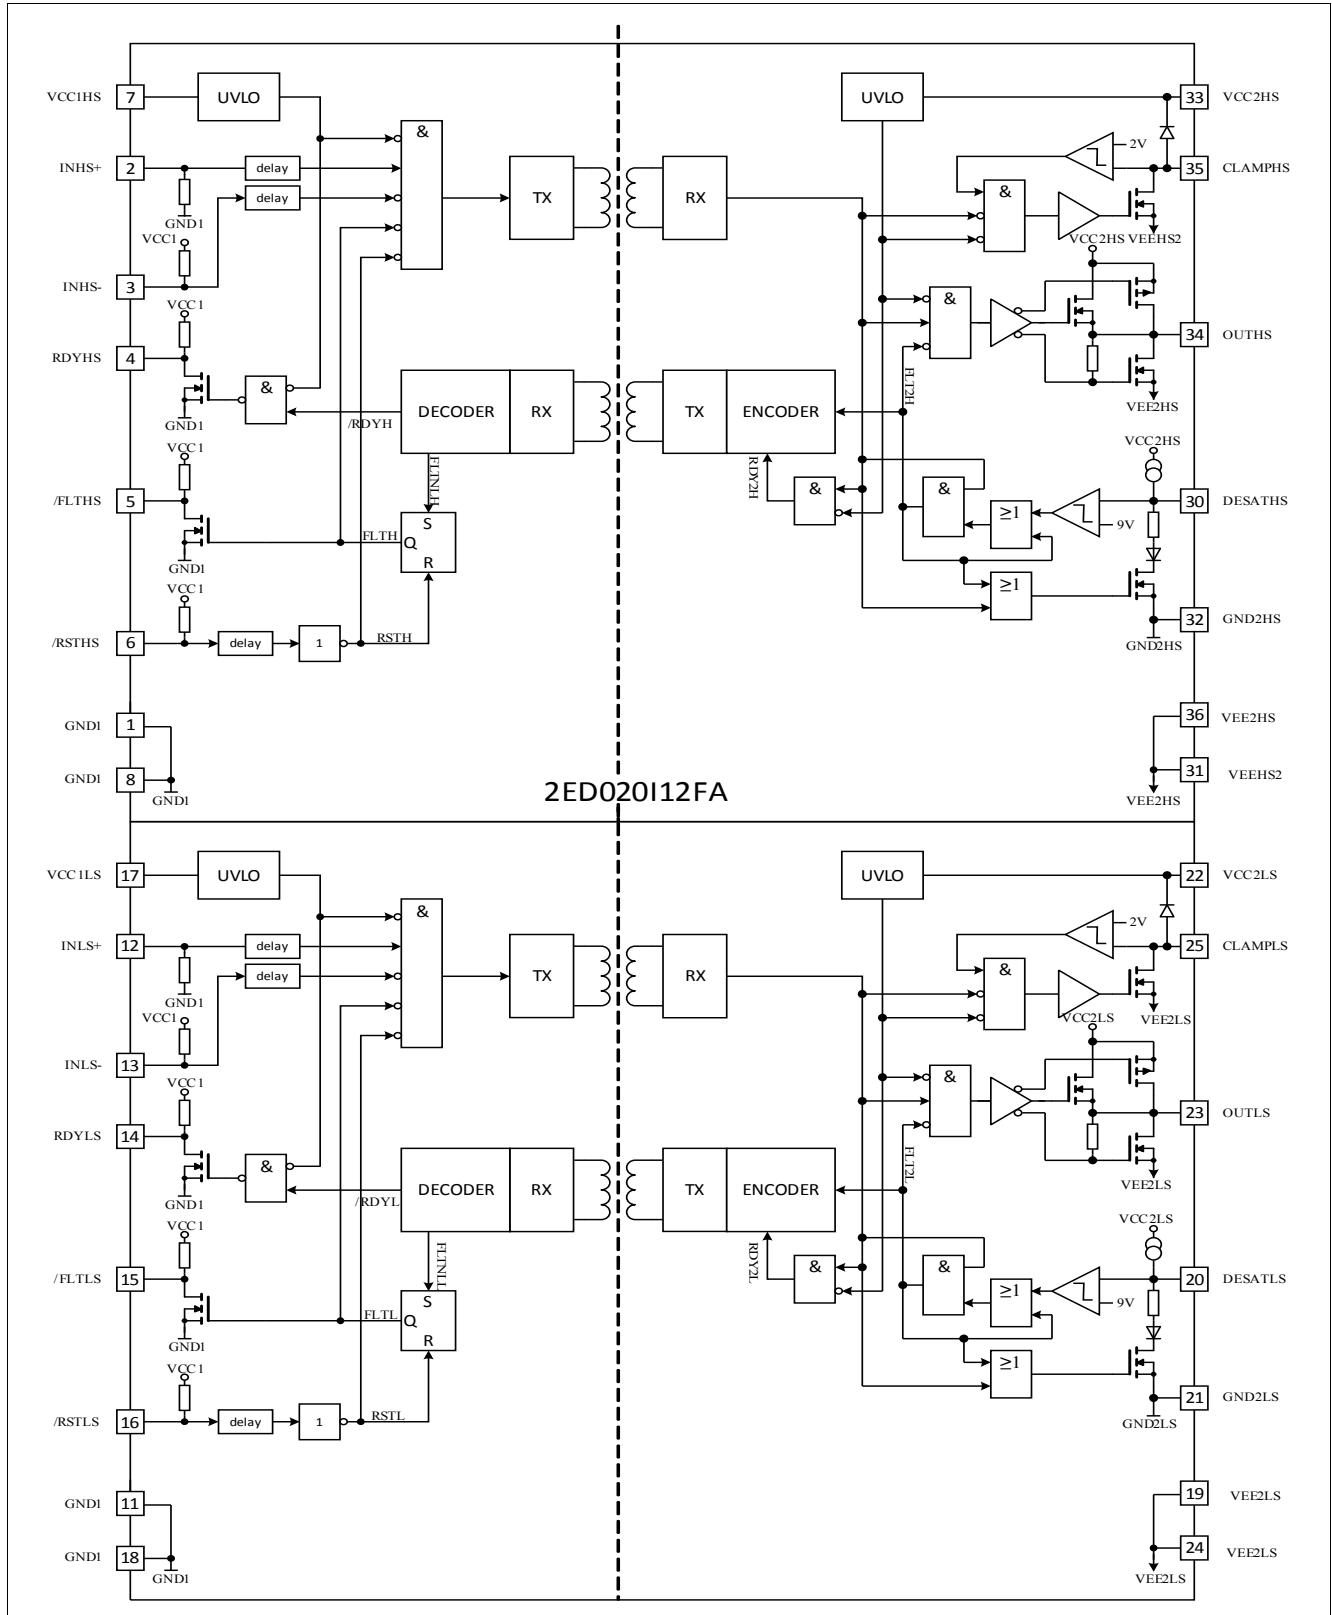 VCC1HS 7 UVLO UVLO 33 VCC2HS
& 2V
INHS+ 2 delay 35 CLAMPHS
delay TX RX &
GND1
VCC1 VCC2HS VEEHS2
INHS- 3
VCC1 &
RDYHS 4 34 OUTHS
& DECODER RX TX ENCODER FLT2H
/RDYH VEE2HS
GND1
VCC1 VCC2HS
FLTNLH RDY2H
/FLTHS 5 & & ≥1 30 DESATHS
S 9V
FLTH Q
R
GND1
VCC1 ≥1
/RSTHS 6 delay 1 RSTH 32 GND2HS
GND2HS
GND1 1 36 VEE2HS
GND1 8 31 VEEHS2
GND1 VEE2HS
2ED020I12FA
VCC1LS 17 UVLO UVLO 22 VCC2LS
& 2V
INLS+ 12 delay 25 CLAMPLS
delay TX RX &
GND1
VCC1 VCC2LS VEE2LS
INLS- 13
VCC1 &
RDYLS 14 23 OUTLS
& DECODER RX TX ENCODER FLT2L
/RDYL VEE2LS
GND1
VCC1 VCC2LS
RDY2L
/FLTLS 15 & & ≥1 20 DESATLS
S 9V
FLTL Q
R
GND1
VCC1 ≥1
/RSTLS 16 delay 1 RSTL 21 GND2LS
GND2LS
GND1 11 19 VEE2LS
GND1 18 24 VEE2LS
GND1 VEE2LS